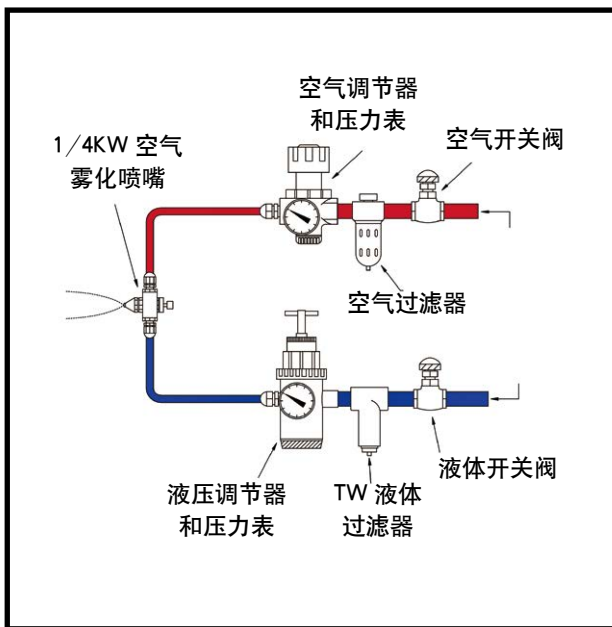 空气调节器
和压力表
空气开关阀
1/4KW 空气
雾化喷嘴
空气过滤器
液体开关阀
液压调节器
和压力表
TW 液体
过滤器